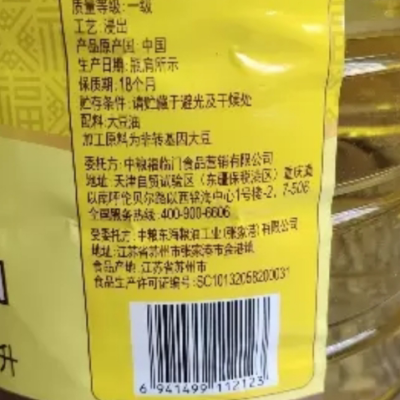 质量等级: 一级
工艺: 浸出
产品原产国: 中国
生产日期: 瓶肩所示
保质期: 18个月
贮存条件: 请贮藏于避光及干燥处
配料: 大豆油
加工原料为非转基因大豆
委托方: 中粮福临门食品营销有限公司
地址: 天津自贸试验区(东疆保税港区)重庆道
以南呼伦贝尔路以西铭海中心1号楼-2、7-506
全国服务热线: 400-900-6606
受委托方: 中粮东海粮油工业(张家港)有限公司
地址: 江苏省苏州市张家港市金港镇
食品产地: 江苏省苏州市
食品生产许可证编号: SC10132058200031
升
6 941499 112123